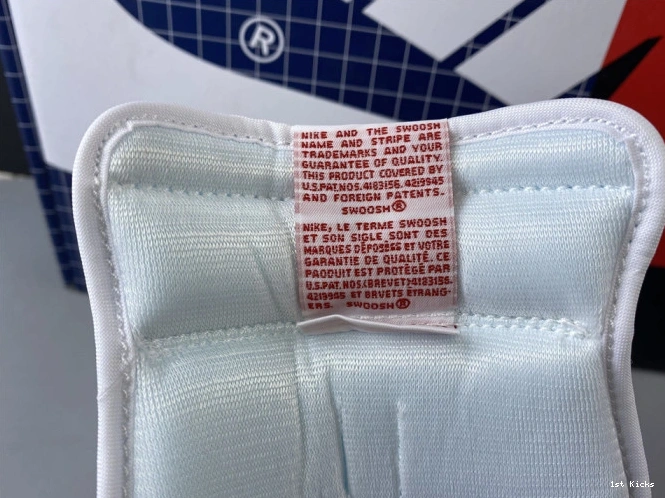 ®
NIKE AND THE SWOOSH
NAME AND STRIPE ARE
TRADEMARKS AND YOUR
GUARANTEE OF QUALITY.
THIS PRODUCT COVERED BY
U.S.PAT.NOS. 4183156, 4219945
AND FOREIGN PATENTS.
SWOOSH®
NIKE, LE TERME SWOOSH
ET SON SIGLE SONT DES
MARQUES DÉPOSÉES ET VOTRE
GARANTIE DE QUALITÉ. CE
PRODUIT EST PROTÉGÉ PAR
U.S.PAT. NOS.(BREVET)4183156,
4219945 ET BRVETS ÉTRANG-
ERS. SWOOSH®
1st Kicks